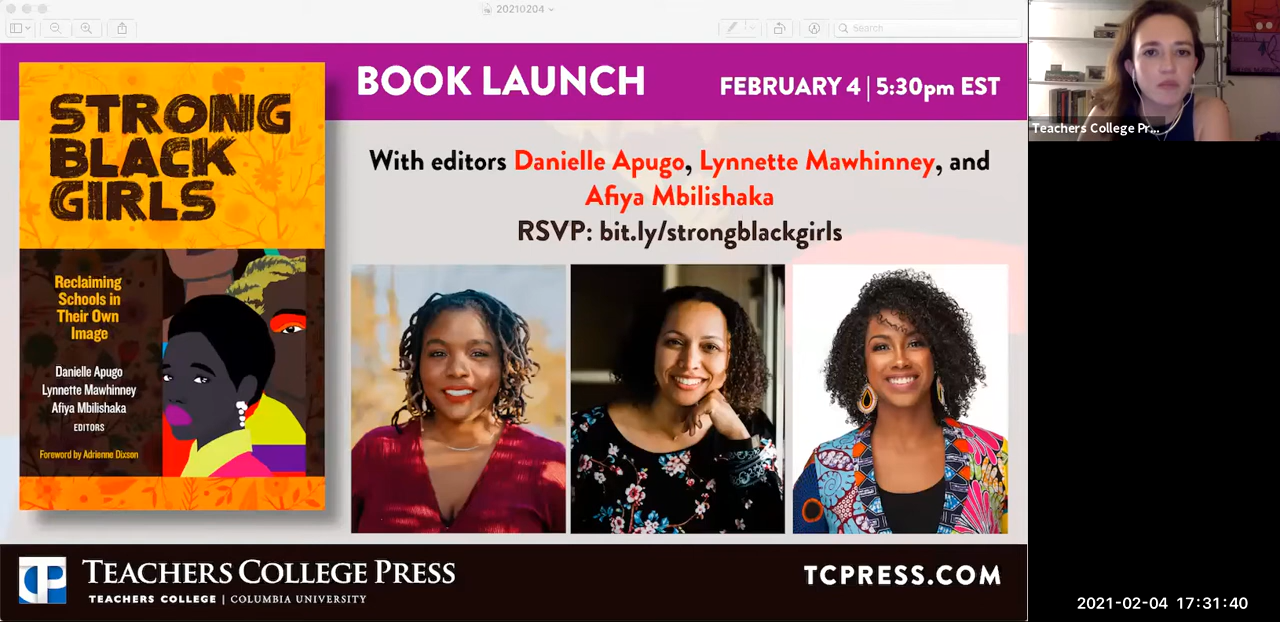 20210204
Search
BOOK LAUNCH
FEBRUARY 4 | 5:30pm EST
STRONG
BLACK
GIRLS
Reclaiming
Schools in
Their Own
Image
Danielle Apugo
Lynnette Mawhinney
Afiya Mbilishaka
EDITORS
Foreword by Adrienne Dixson
With editors Danielle Apugo, Lynnette Mawhinney, and
Afiya Mbilishaka
RSVP: bit.ly/strongblackgirls
TEACHERS COLLEGE PRESS
TEACHERS COLLEGE | COLUMBIA UNIVERSITY
TCPRESS.COM
Teachers College Pr...
2021-02-04 17:31:40